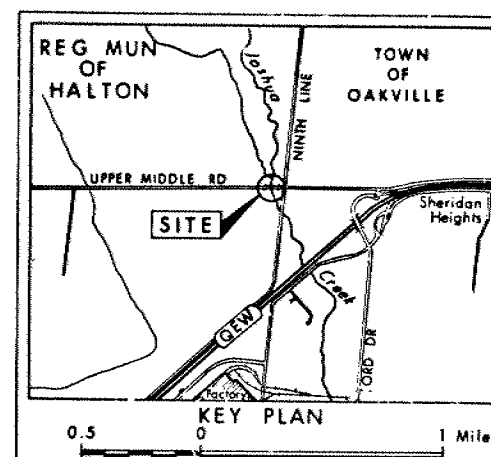 REG MUN
OF
HALTON
Joshua
NINTH LINE
TOWN
OF
OAKVILLE
UPPER MIDDLE RD
Sheridan
Heights
SITE
Creek
QEW
ORD DR
Factory
KEY PLAN
0.5 0 1 Mile